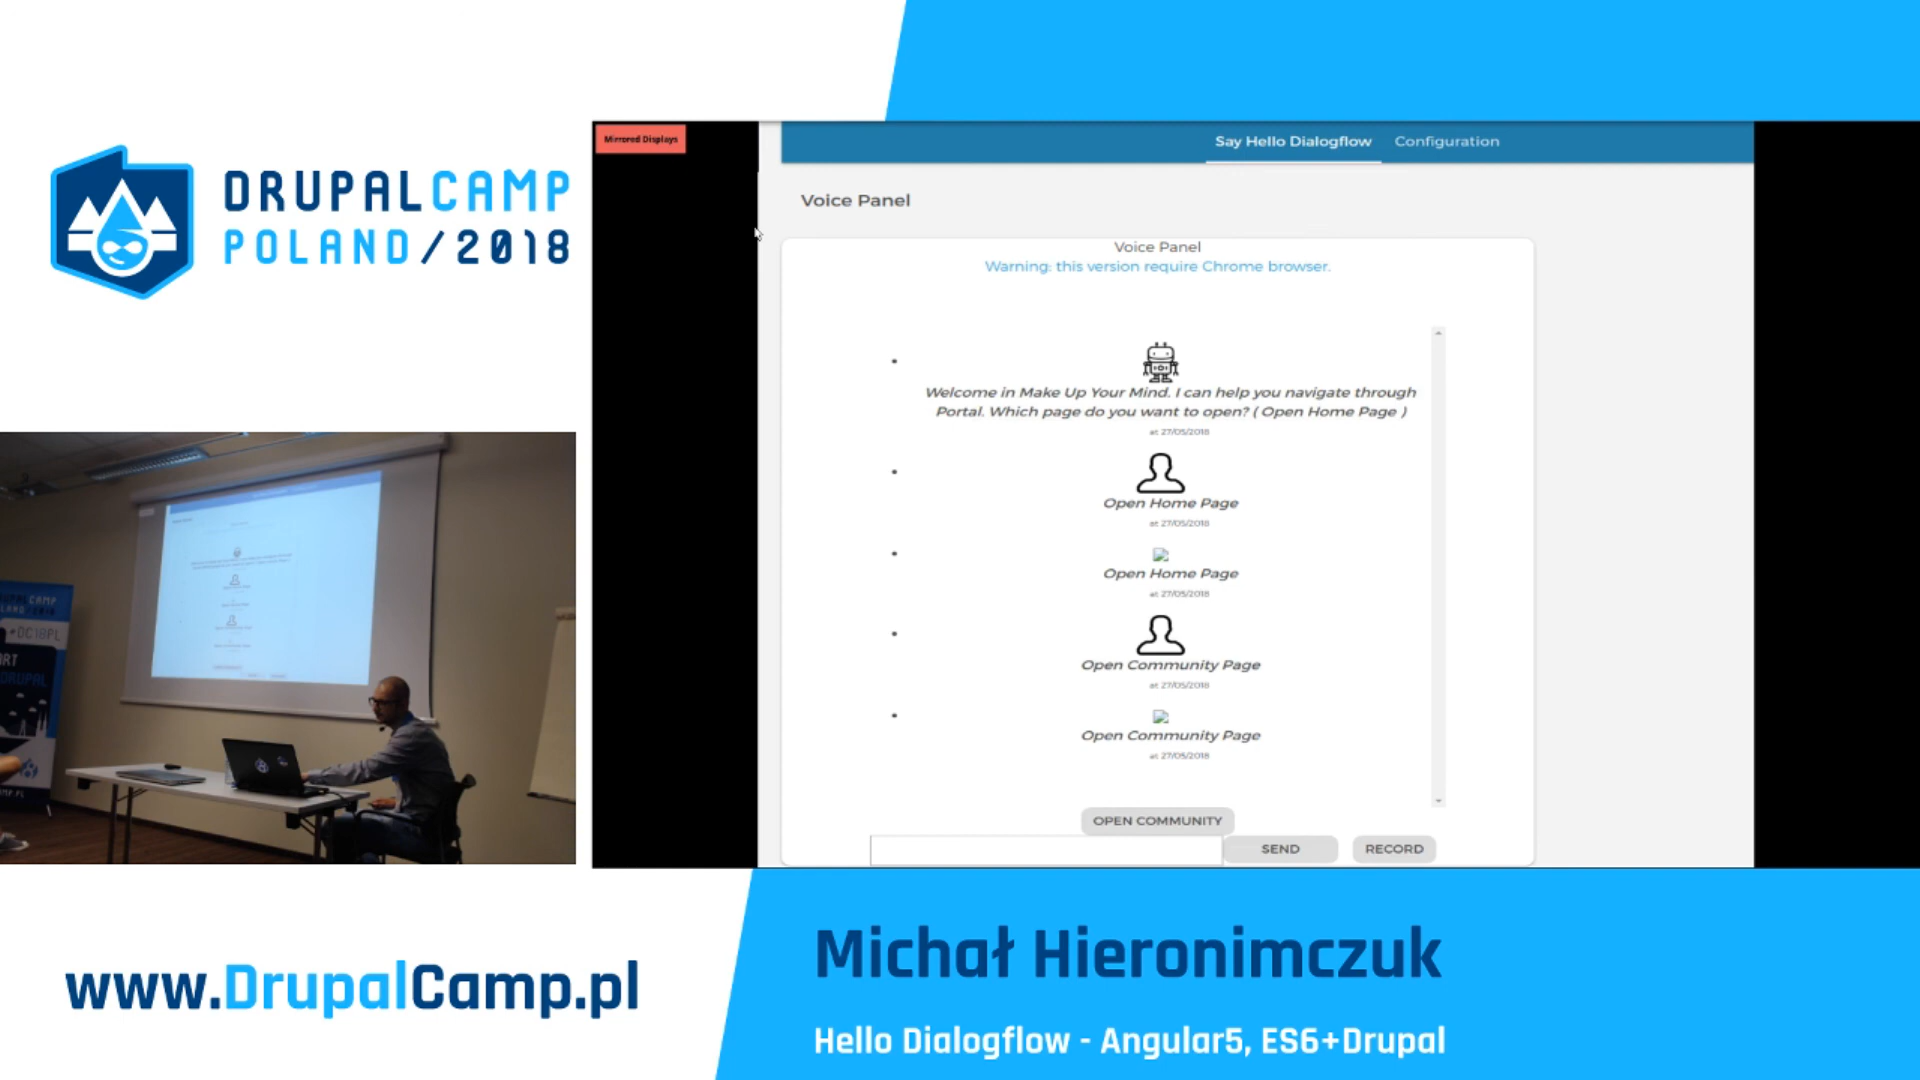 DRUPALCAMP
POLAND/2018
Mirrored Displays
Say Hello Dialogflow
Configuration
Voice Panel
Voice Panel
Warning: this version require Chrome browser.
Welcome in Make Up Your Mind. I can help you navigate through
Portal. Which page do you want to open? ( Open Home Page )
at 27/05/2018
Open Home Page
at 27/05/2018
Open Home Page
at 27/05/2018
Open Community Page
at 27/05/2018
Open Community Page
at 27/05/2018
OPEN COMMUNITY
SEND
RECORD
#DC18PL
DRUPAL
www.DrupalCamp.pl
Michał Hieronimczuk
Hello Dialogflow - Angular5, ES6+Drupal